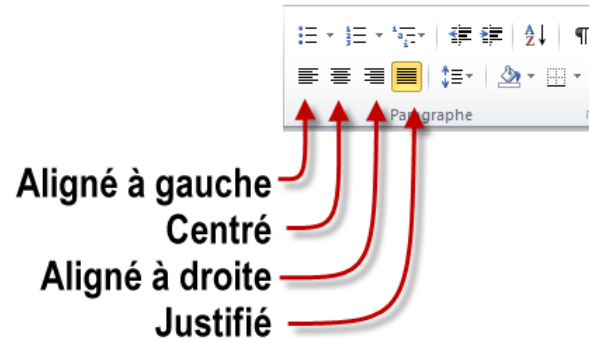 Paragraphe
Aligné à gauche
Centré
Aligné à droite
Justifié